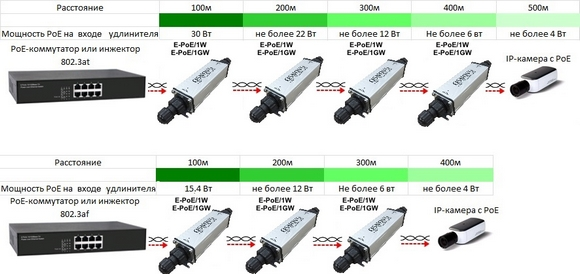 Расстояние 100м 200м 300м 400м 500м
Мощность PoE на входе удлинителя 30 Вт не более 22 Вт не более 12 Вт Не более 6 вт не более 4 Вт
PoE-коммутатор или инжектор
802.3at
E-PoE/1W E-PoE/1W E-PoE/1W E-PoE/1W
E-PoE/1GW E-PoE/1GW E-PoE/1GW E-PoE/1GW
IP-камера с PoE
Расстояние 100м 200м 300м 400м
Мощность PoE на входе удлинителя 15,4 Вт не более 12 Вт Не более 6 вт не более 4 Вт
PoE-коммутатор или инжектор
802.3af
E-PoE/1W E-PoE/1W E-PoE/1W
E-PoE/1GW E-PoE/1GW E-PoE/1GW
IP-камера с PoE